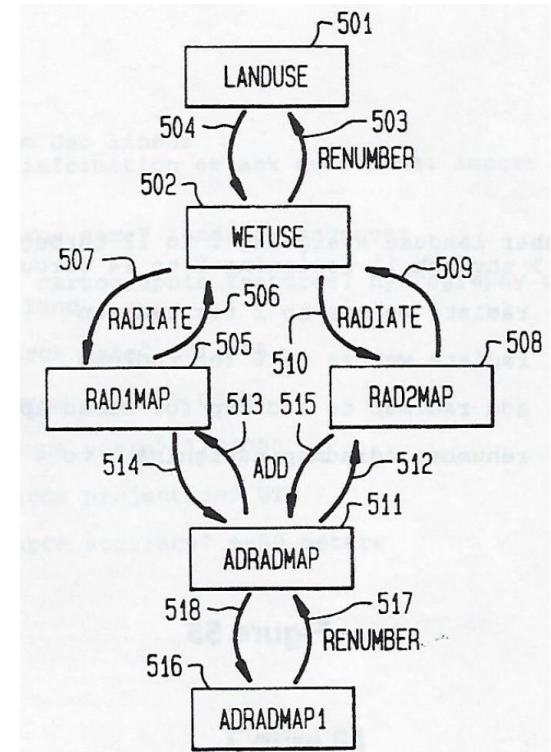 501
LANDUSE
504
503
RENUMBER
502
WETUSE
507
509
506
RADIATE
510
RADIATE
505
508
RAD1MAP
513
515
RAD2MAP
514
ADD
512
511
ADRADMAP
518
517
RENUMBER
516
ADRADMAP1